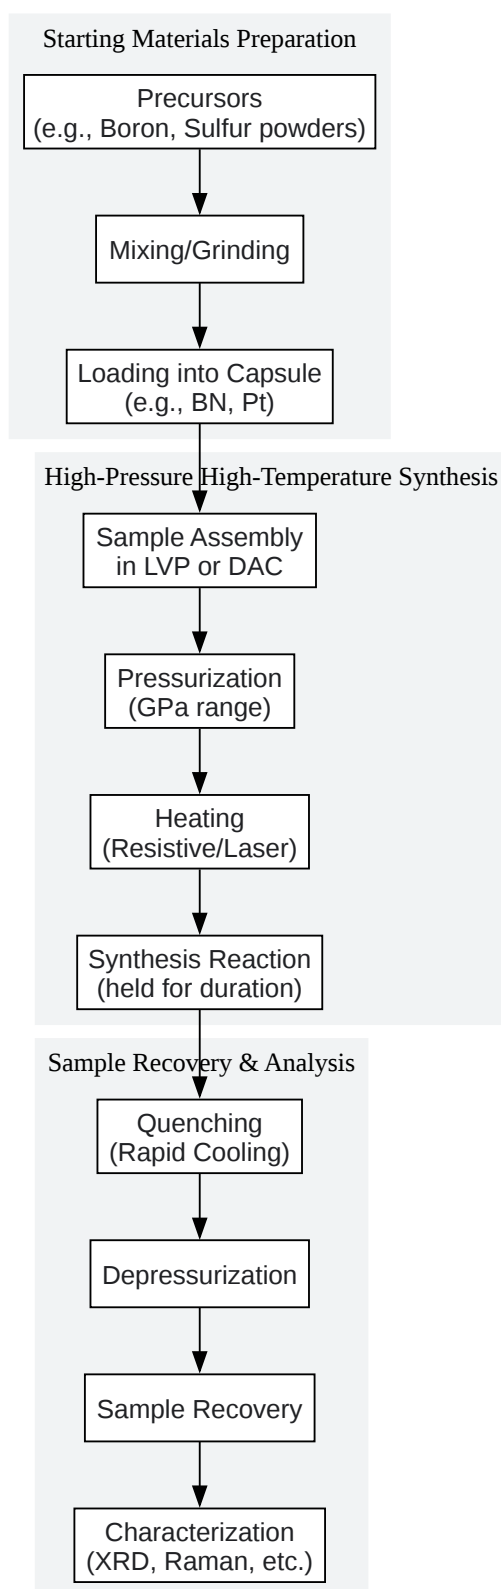 Starting Materials Preparation
Precursors
(e.g., Boron, Sulfur powders)
Mixing/Grinding
Loading into Capsule
(e.g., BN, Pt)
High-Pressure High-Temperature Synthesis
Sample Assembly
in LVP or DAC
Pressurization
(GPa range)
Heating
(Resistive/Laser)
Synthesis Reaction
(held for duration)
Sample Recovery & Analysis
Quenching
(Rapid Cooling)
Depressurization
Sample Recovery
Characterization
(XRD, Raman, etc.)